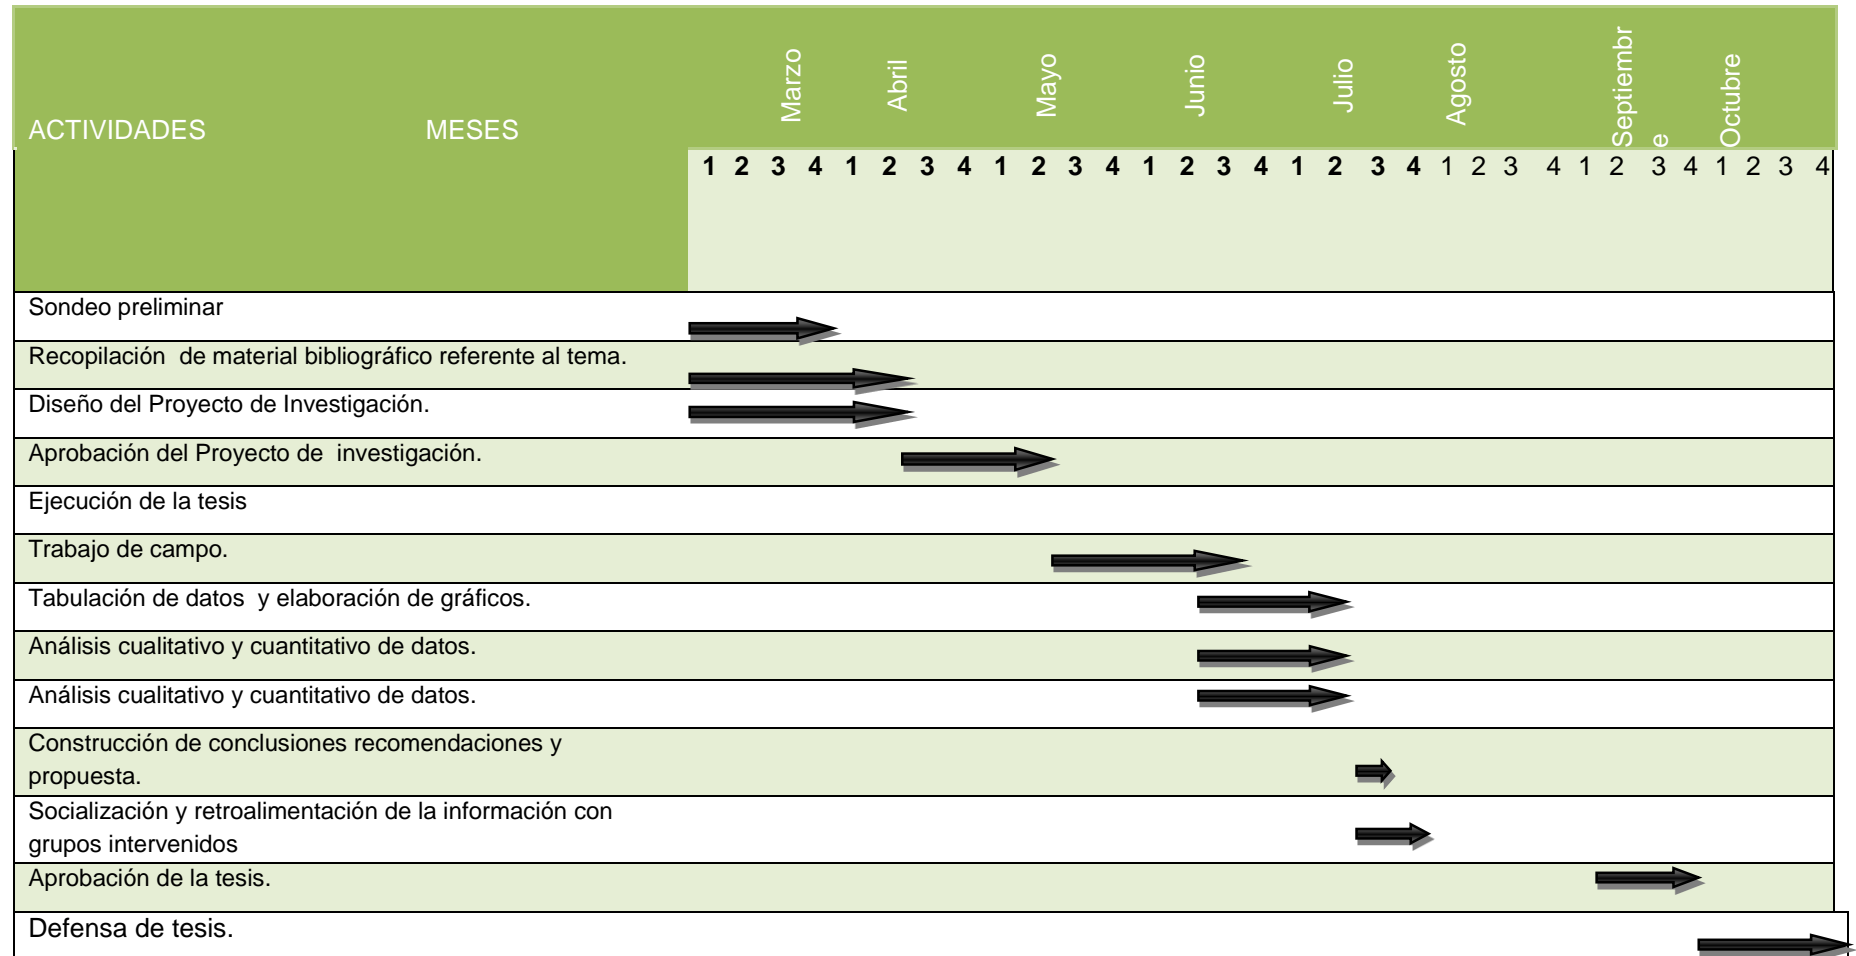 ACTIVIDADES MESES Marzo Abril Mayo Junio Julio Agosto Septiembr
e Octubre
1 2 3 4 1 2 3 4 1 2 3 4 1 2 3 4 1 2 3 4 1 2 3 4 1 2 3 4 1 2 3 4
Sondeo preliminar
Recopilación de material bibliográfico referente al tema.
Diseño del Proyecto de Investigación.
Aprobación del Proyecto de investigación.
Ejecución de la tesis
Trabajo de campo.
Tabulación de datos y elaboración de gráficos.
Análisis cualitativo y cuantitativo de datos.
Análisis cualitativo y cuantitativo de datos.
Construcción de conclusiones recomendaciones y
propuesta.
Socialización y retroalimentación de la información con
grupos intervenidos
Aprobación de la tesis.
Defensa de tesis.